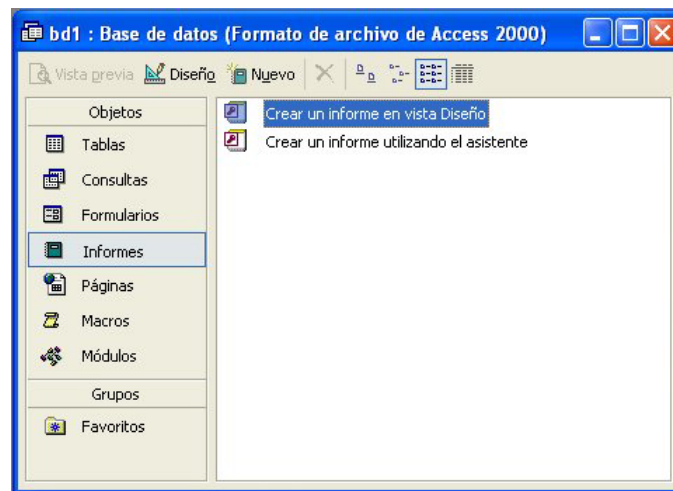 bd1 : Base de datos (Formato de archivo de Access 2000)
Vista previa Diseño Nuevo
Objetos
Tablas
Consultas
Formularios
Informes
Páginas
Macros
Módulos
Grupos
Favoritos
Crear un informe en vista Diseño
Crear un informe utilizando el asistente